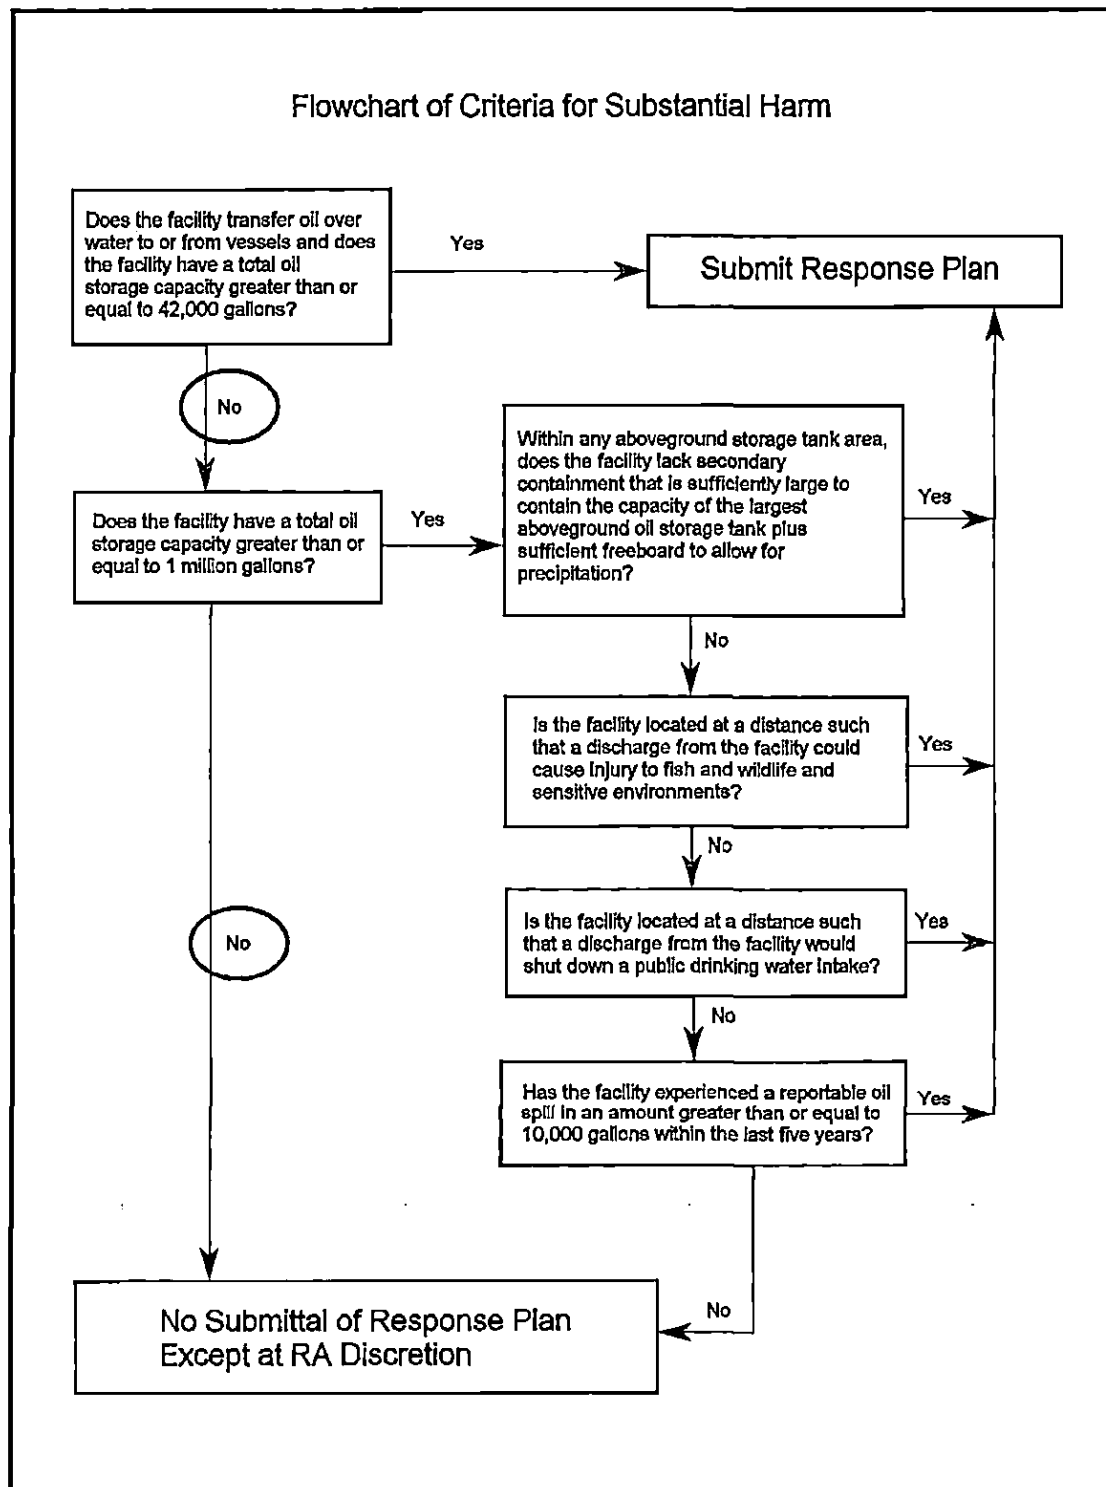 Flowchart of Criteria for Substantial Harm
Does the facility transfer oil over
water to or from vessels and does
the facility have a total oil
storage capacity greater than or
equal to 42,000 gallons?
Yes
Submit Response Plan
No
Does the facility have a total oil
storage capacity greater than or
equal to 1 million gallons?
Yes
Within any aboveground storage tank area,
does the facility lack secondary
containment that is sufficiently large to
contain the capacity of the largest
aboveground oil storage tank plus
sufficient freeboard to allow for
precipitation?
Yes
No
Is the facility located at a distance such
that a discharge from the facility could
cause injury to fish and wildlife and
sensitive environments?
Yes
No
Is the facility located at a distance such
that a discharge from the facility would
shut down a public drinking water intake?
Yes
No
No
Has the facility experienced a reportable oil
spill in an amount greater than or equal to
10,000 gallons within the last five years?
Yes
No
No Submittal of Response Plan
Except at RA Discretion